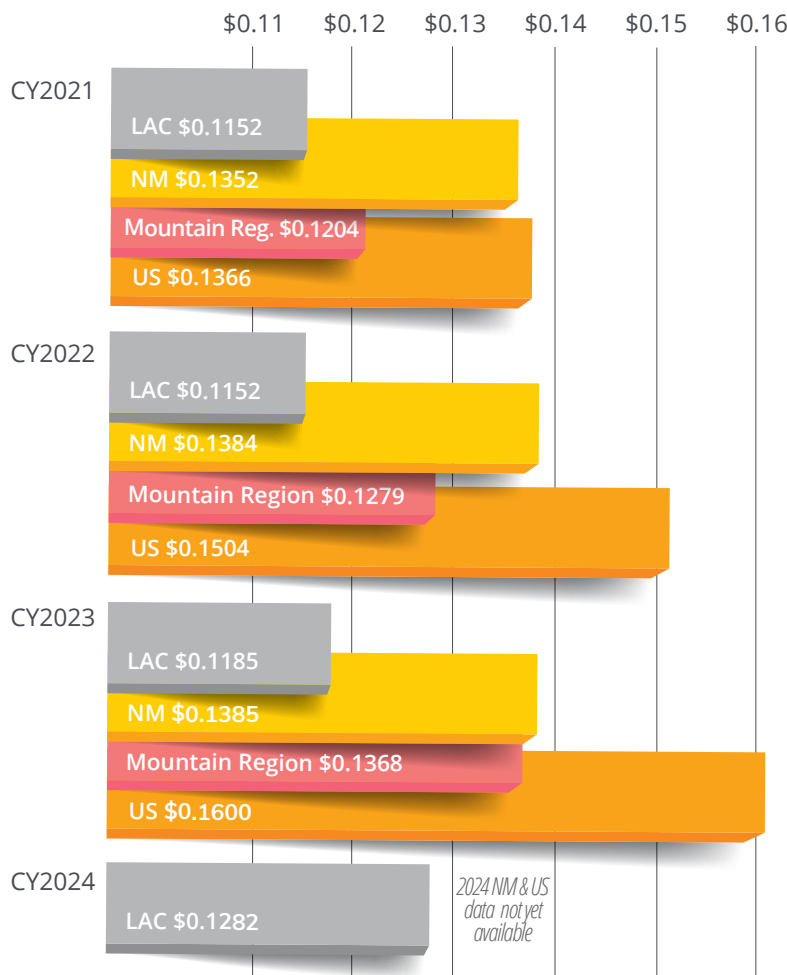 $0.11 $0.12 $0.13 $0.14 $0.15 $0.16
CY2021
LAC $0.1152
NM $0.1352
Mountain Reg. $0.1204
US $0.1366
CY2022
LAC $0.1152
NM $0.1384
Mountain Region $0.1279
US $0.1504
CY2023
LAC $0.1185
NM $0.1385
Mountain Region $0.1368
US $0.1600
CY2024
LAC $0.1282
2024 NM & US
data not yet
available